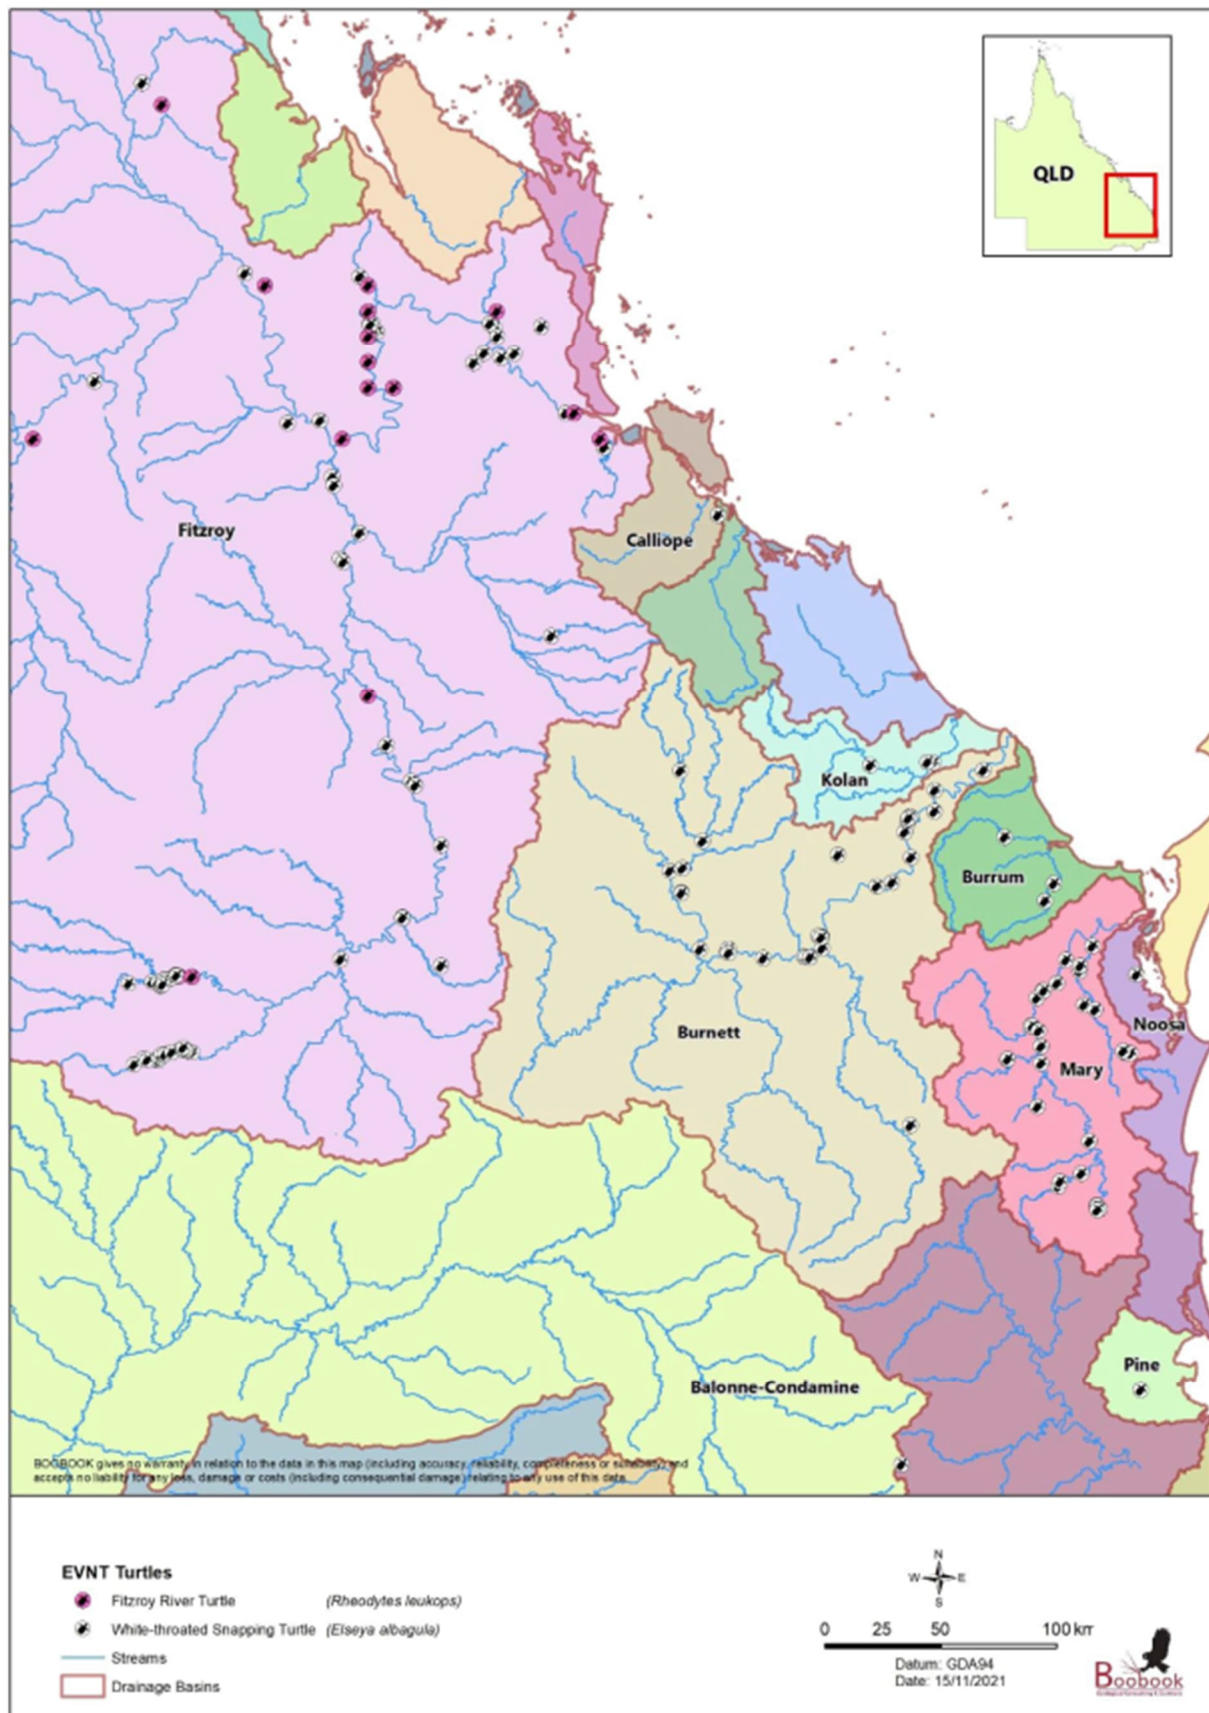 QLD
Fitzroy
Calliope
Kolan
Burrum
Burnett
Noosa
Mary
Pine
Balonne-Condamine
BOOBOOK gives no warranty in relation to the data in this map (including accuracy, reliability, completeness or suitability) and
accepts no liability for any loss, damage or costs (including consequential damage) relating to any use of this data.
EVNT Turtles
Fitzroy River Turtle (Rheodytes leukops)
White-throated Snapping Turtle (Elseya albagula)
Streams
Drainage Basins
N
W E
S
0 25 50 100 km
Datum: GDA94
Date: 15/11/2021
Boobook